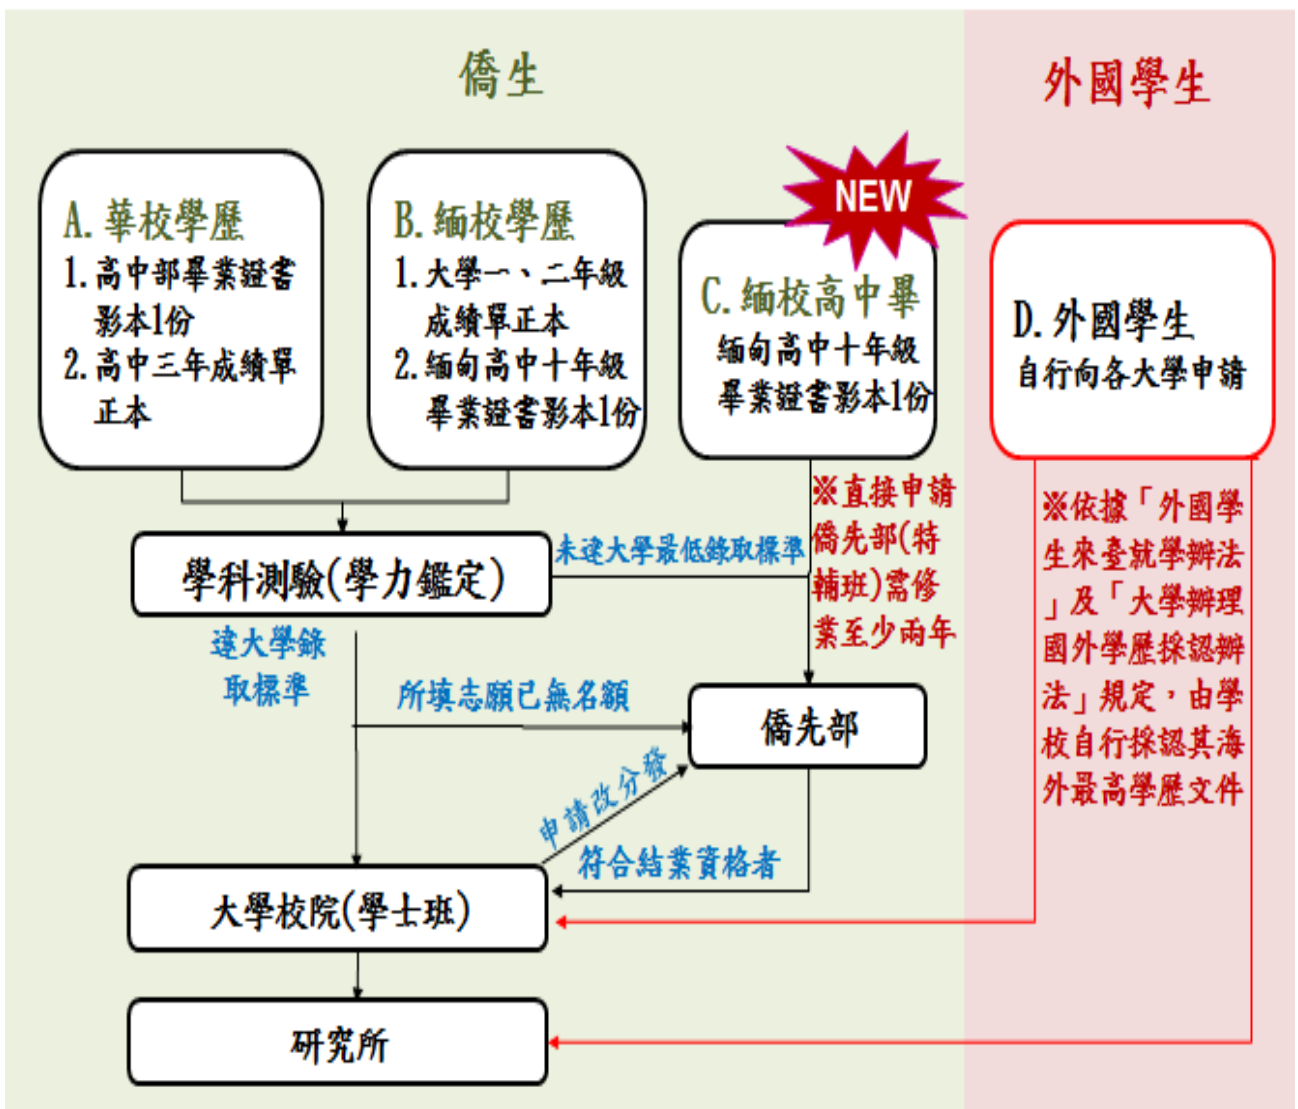 僑生
外國學生
A.華校學歷
1.高中部畢業證書
影本1份
2.高中三年成績單
正本
B.緬校學歷
1.大學一、二年級
成績單正本
2.緬甸高中十年級
畢業證書影本1份
NEW
C.緬校高中畢
緬甸高中十年級
畢業證書影本1份
D.外國學生
自行向各大學申請
學科測驗(學力鑑定)
未達大學最低錄取標準
※直接申請
僑先部(特
輔班)需修
業至少兩年
※依據「外國學
生來臺就學辦法
」及「大學辦理
國外學歷採認辦
法」規定，由學
校自行採認其海
外最高學歷文件
達大學錄
取標準
所填志願已無名額
僑先部
申請改分發
符合結業資格者
大學校院(學士班)
研究所